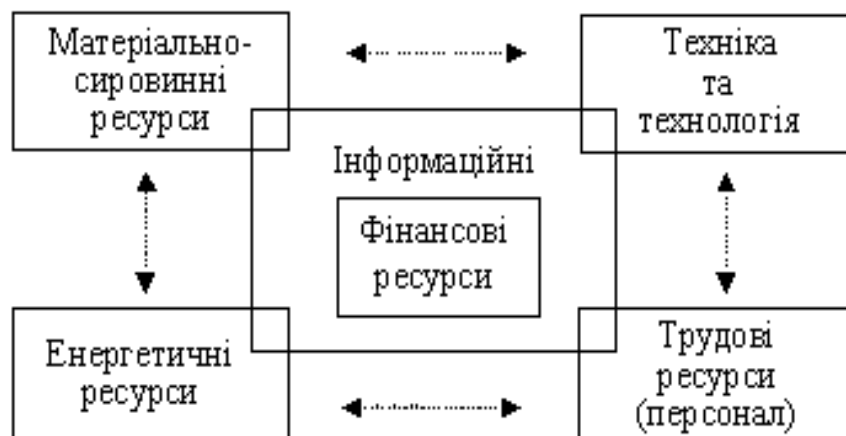 Матеріально-
сировинні
ресурси
Техніка
та
технологія
Інформаційні
Фінансові
ресурси
Енергетичні
ресурси
Трудові
ресурси
(персонал)